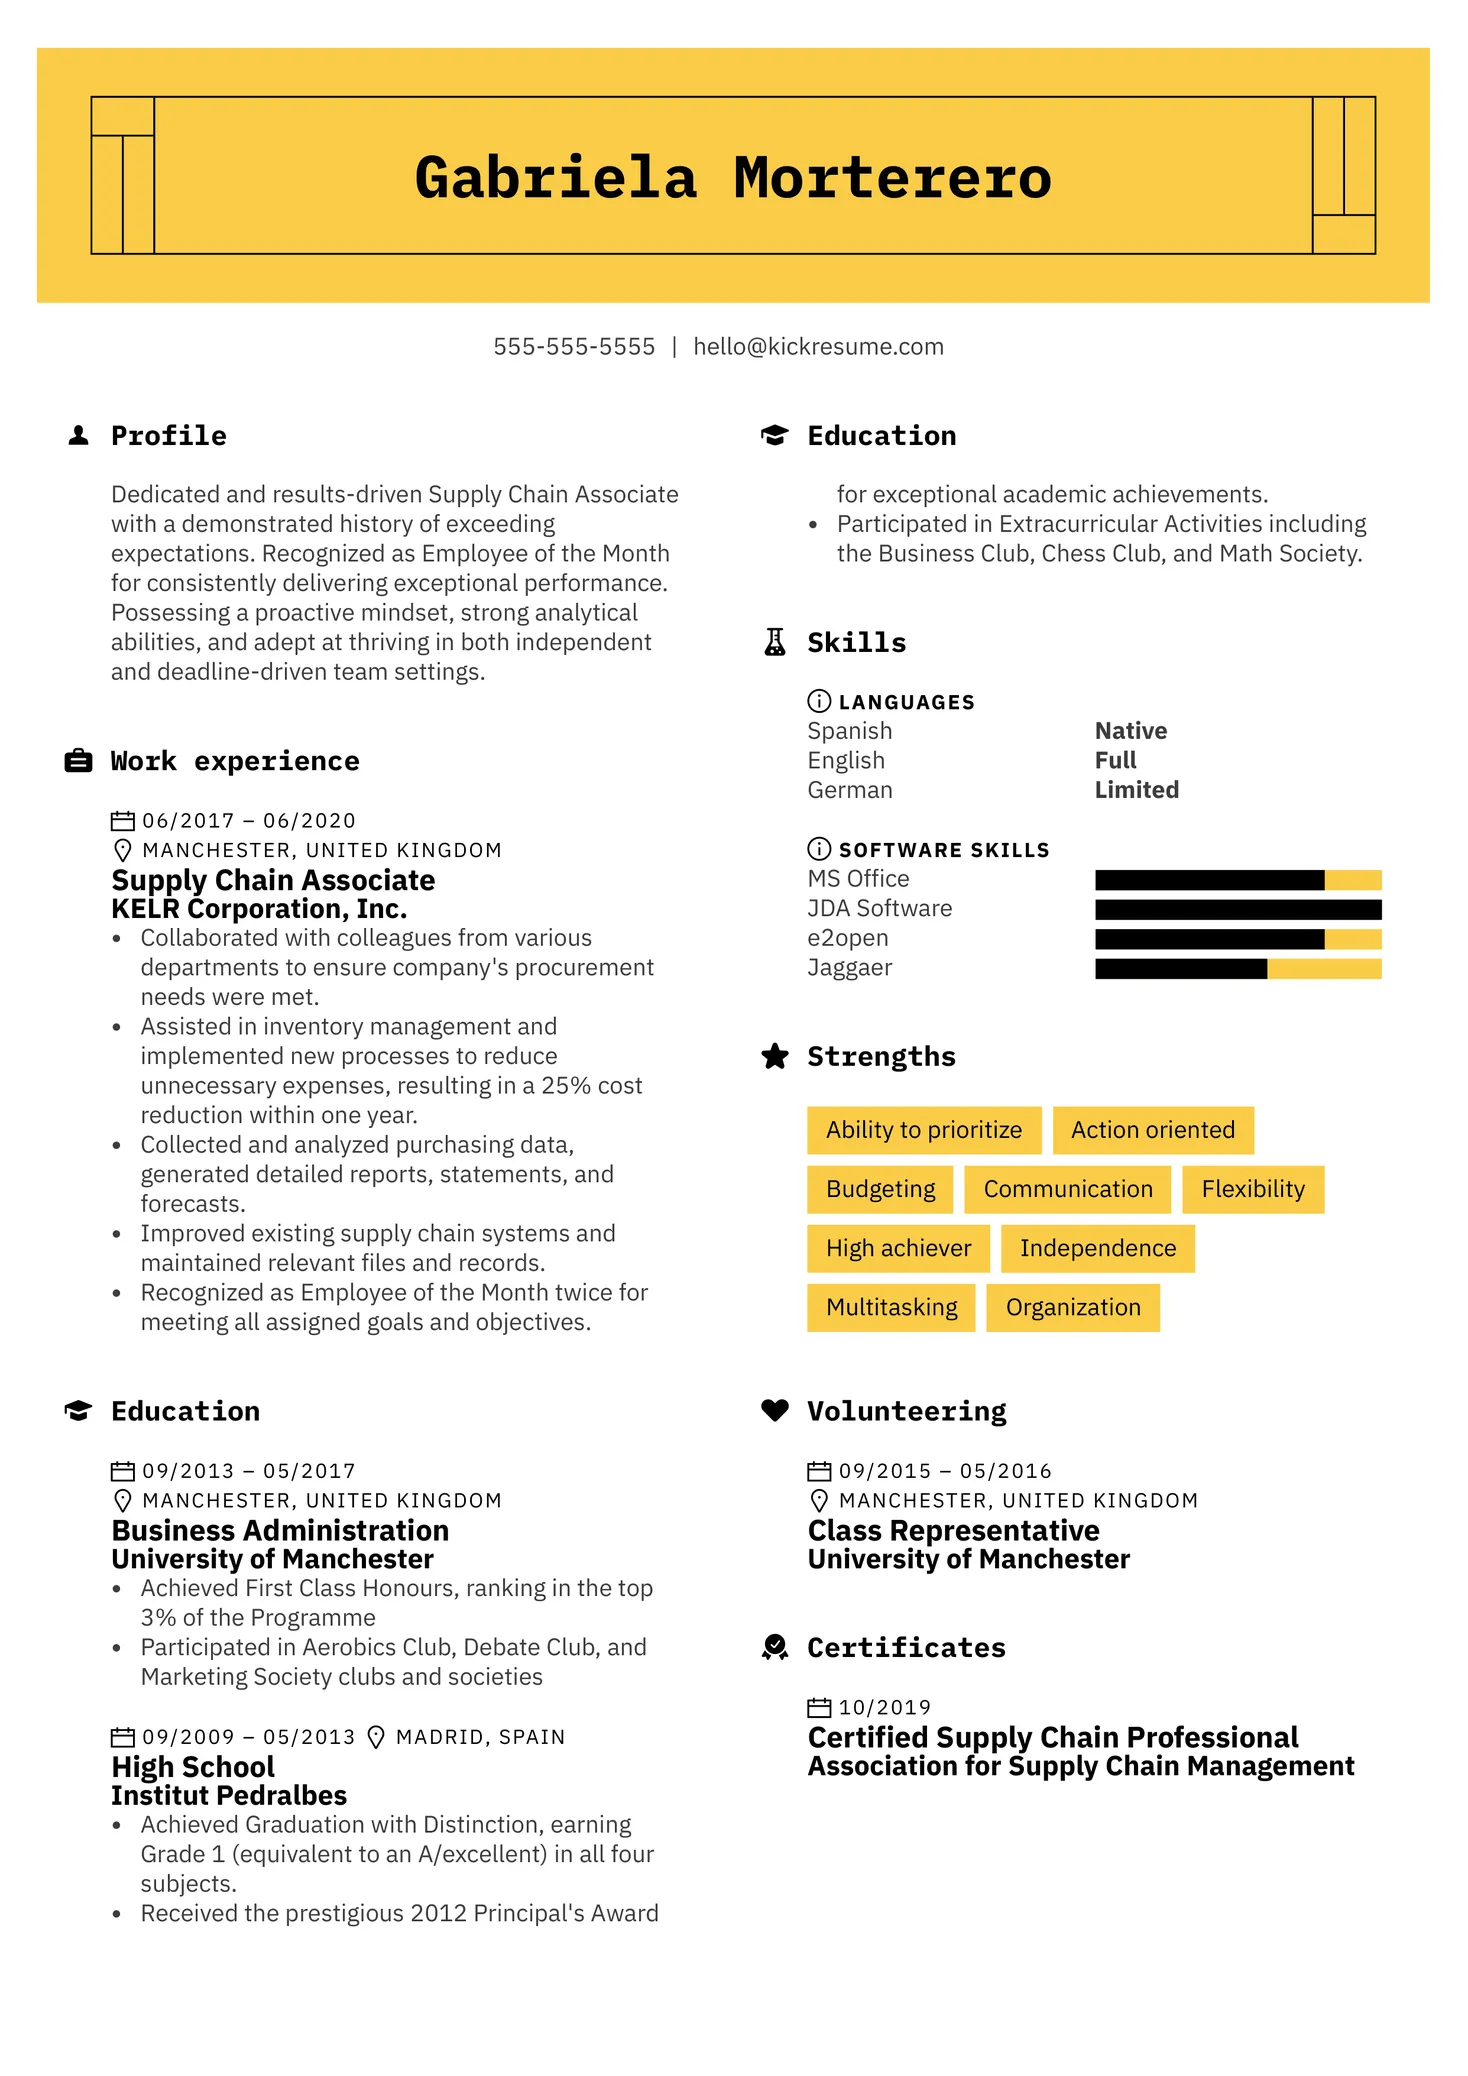 Gabriela Morterero
555-555-5555 | hello@kickresume.com
Profile
Dedicated and results-driven Supply Chain Associate
with a demonstrated history of exceeding
expectations. Recognized as Employee of the Month
for consistently delivering exceptional performance.
Possessing a proactive mindset, strong analytical
abilities, and adept at thriving in both independent
and deadline-driven team settings.
Work experience
06/2017 – 06/2020
MANCHESTER, UNITED KINGDOM
Supply Chain Associate
KELR Corporation, Inc.
• Collaborated with colleagues from various
departments to ensure company's procurement
needs were met.
• Assisted in inventory management and
implemented new processes to reduce
unnecessary expenses, resulting in a 25% cost
reduction within one year.
• Collected and analyzed purchasing data,
generated detailed reports, statements, and
forecasts.
• Improved existing supply chain systems and
maintained relevant files and records.
• Recognized as Employee of the Month twice for
meeting all assigned goals and objectives.
Education
09/2013 – 05/2017
MANCHESTER, UNITED KINGDOM
Business Administration
University of Manchester
• Achieved First Class Honours, ranking in the top
3% of the Programme
• Participated in Aerobics Club, Debate Club, and
Marketing Society clubs and societies
09/2009 – 05/2013 MADRID, SPAIN
High School
Institut Pedralbes
• Achieved Graduation with Distinction, earning
Grade 1 (equivalent to an A/excellent) in all four
subjects.
• Received the prestigious 2012 Principal's Award
Education
for exceptional academic achievements.
• Participated in Extracurricular Activities including
the Business Club, Chess Club, and Math Society.
Skills
LANGUAGES
Spanish Native
English Full
German Limited
SOFTWARE SKILLS
MS Office
JDA Software
e2open
Jaggaer
Strengths
Ability to prioritize Action oriented
Budgeting Communication Flexibility
High achiever Independence
Multitasking Organization
Volunteering
09/2015 – 05/2016
MANCHESTER, UNITED KINGDOM
Class Representative
University of Manchester
Certificates
10/2019
Certified Supply Chain Professional
Association for Supply Chain Management